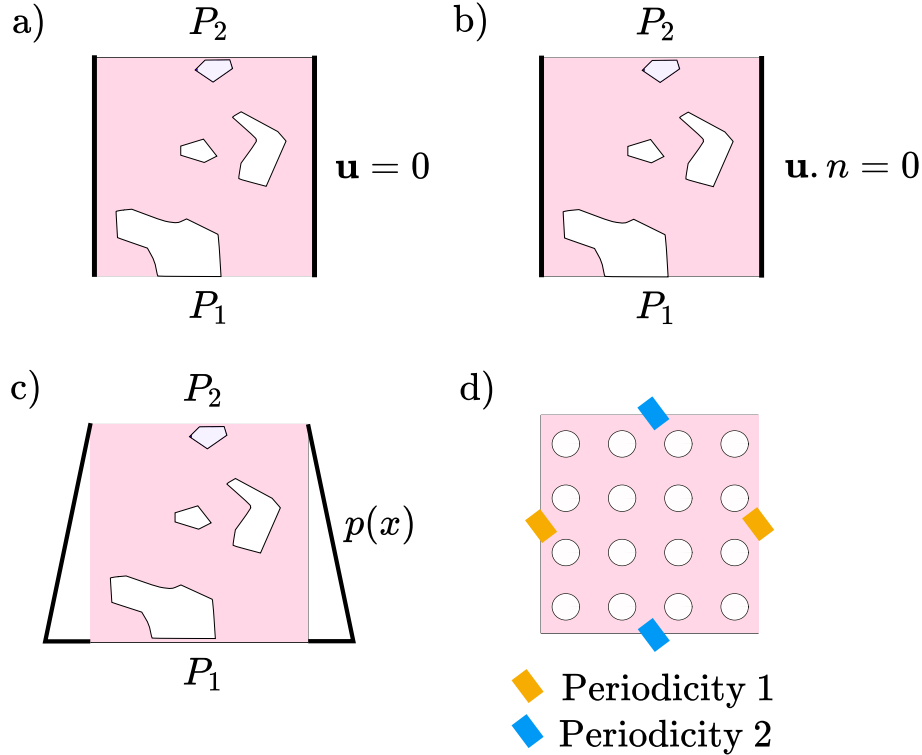 a)
P₂
𝐮 = 0
P₁
b)
P₂
𝐮. n = 0
P₁
c)
P₂
p(x)
P₁
d)
Periodicity 1
Periodicity 2